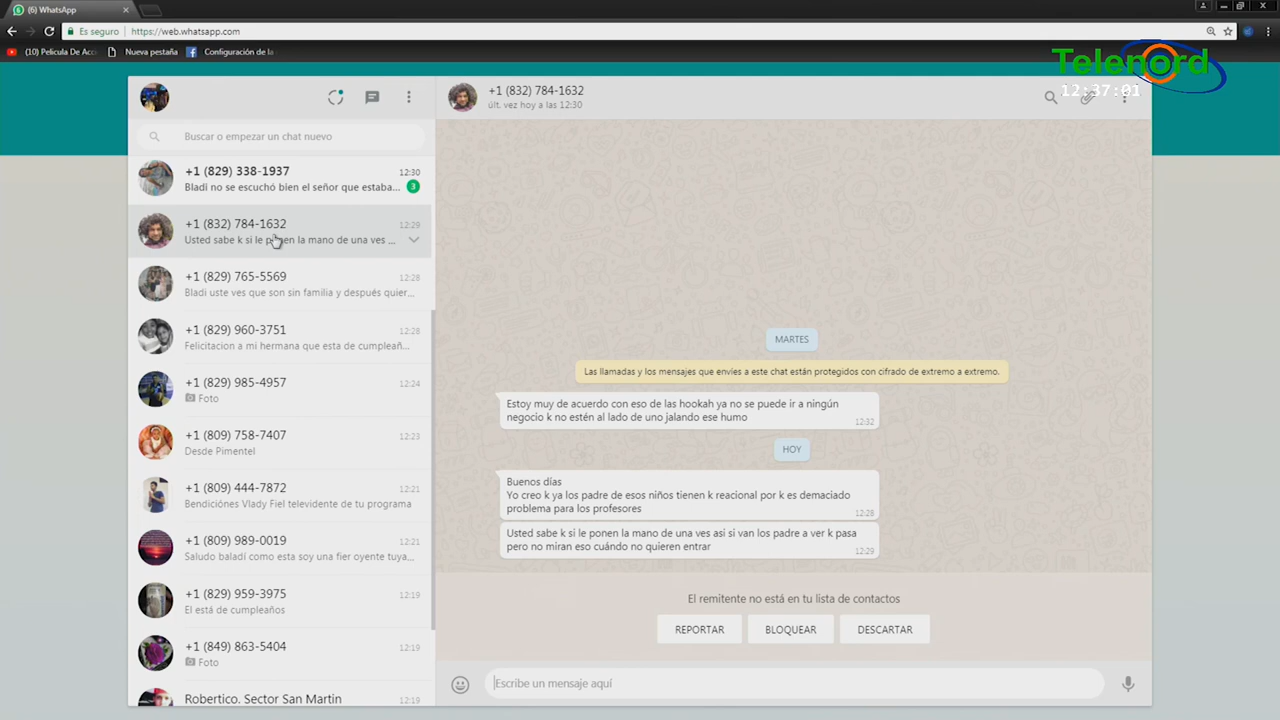 (6) WhatsApp
Es seguro
https://web.whatsapp.com
(10) Pelicula De Acc
Nueva pestaña
Configuración de la
Telenord
12:37:01
Buscar o empezar un chat nuevo
+1 (829) 338-1937
12:30
Bladi no se escuchó bien el señor que estaba...
3
+1 (832) 784-1632
12:29
Usted sabe k si le ponen la mano de una ves ...
+1 (829) 765-5569
12:28
Bladi uste ves que son sin familia y después quier...
+1 (829) 960-3751
12:28
Felicitacion a mi hermana que esta de cumpleañ...
+1 (829) 985-4957
12:24
Foto
+1 (809) 758-7407
12:23
Desde Pimentel
+1 (809) 444-7872
12:21
Bendiciónes Vlady Fiel televidente de tu programa
+1 (809) 989-0019
12:21
Saludo baladí como esta soy una fier oyente tuya...
+1 (829) 959-3975
12:19
El está de cumpleaños
+1 (849) 863-5404
12:19
Foto
Robertico. Sector San Martin
12:19
+1 (832) 784-1632
últ. vez hoy a las 12:30
MARTES
Las llamadas y los mensajes que envíes a este chat están protegidos con cifrado de extremo a extremo.
Estoy muy de acuerdo con eso de las hookah ya no se puede ir a ningún
negocio k no estén al lado de uno jalando ese humo
12:32
HOY
Buenos días
Yo creo k ya los padre de esos niños tienen k reacional por k es demaciado
problema para los profesores
12:28
Usted sabe k si le ponen la mano de una ves asi si van los padre a ver k pasa
pero no miran eso cuándo no quieren entrar
12:29
El remitente no está en tu lista de contactos
REPORTAR
BLOQUEAR
DESCARTAR
Escribe un mensaje aquí